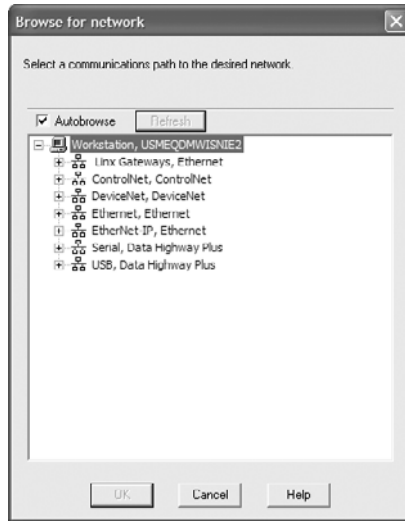 Browse for network
Select a communications path to the desired network.
Autobrowse
Refresh
Workstation, USMEQDMWISNIE2
Linx Gateways, Ethernet
ControlNet, ControlNet
DeviceNet, DeviceNet
Ethernet, Ethernet
EtherNet IP, Ethernet
Serial, Data Highway Plus
USB, Data Highway Plus
OK
Cancel
Help